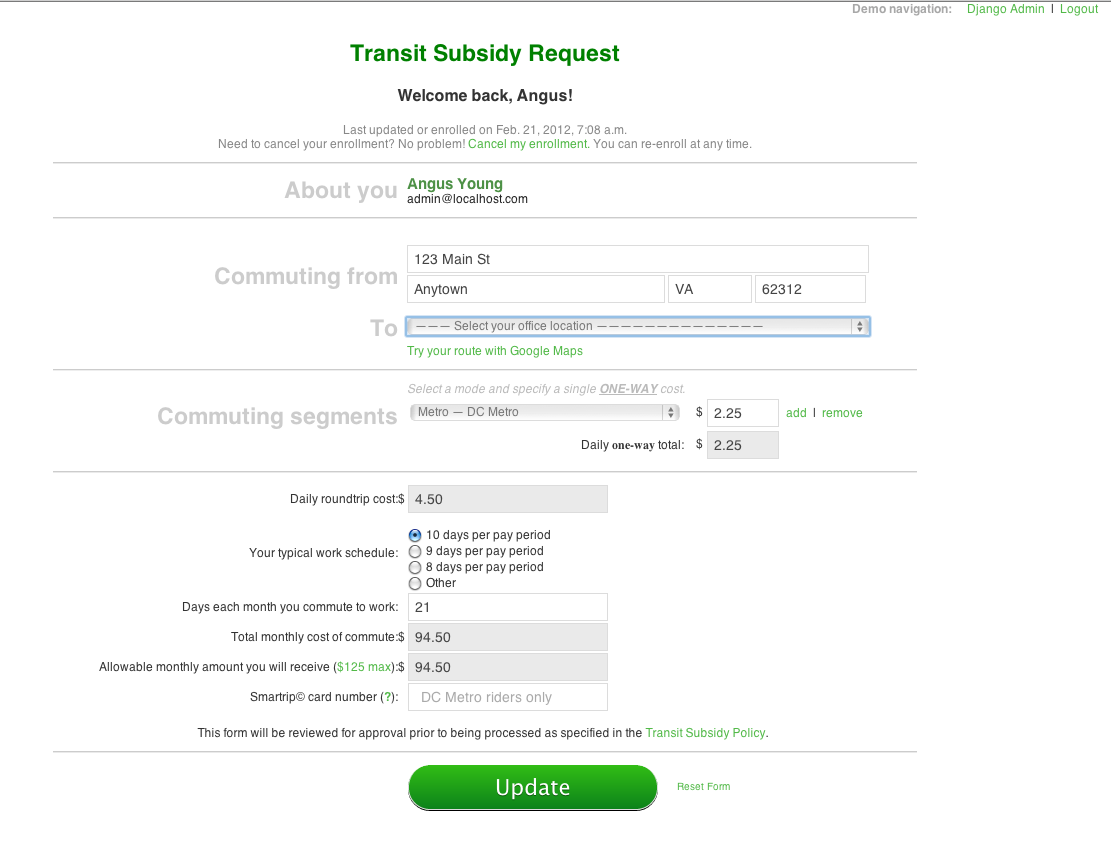 Demo navigation: Django Admin | Logout
Transit Subsidy Request
Welcome back, Angus!
Last updated or enrolled on Feb. 21, 2012, 7:08 a.m.
Need to cancel your enrollment? No problem! Cancel my enrollment. You can re-enroll at any time.
About you
Angus Young
admin@localhost.com
Commuting from
123 Main St
Anytown VA 62312
To
——— Select your office location ——————————————
Try your route with Google Maps
Select a mode and specify a single ONE-WAY cost.
Commuting segments
Metro — DC Metro $ 2.25 add | remove
Daily one-way total: $ 2.25
Daily roundtrip cost:$ 4.50
Your typical work schedule:
10 days per pay period
9 days per pay period
8 days per pay period
Other
Days each month you commute to work: 21
Total monthly cost of commute:$ 94.50
Allowable monthly amount you will receive ($125 max):$ 94.50
Smartrip© card number (?): DC Metro riders only
This form will be reviewed for approval prior to being processed as specified in the Transit Subsidy Policy.
Update Reset Form